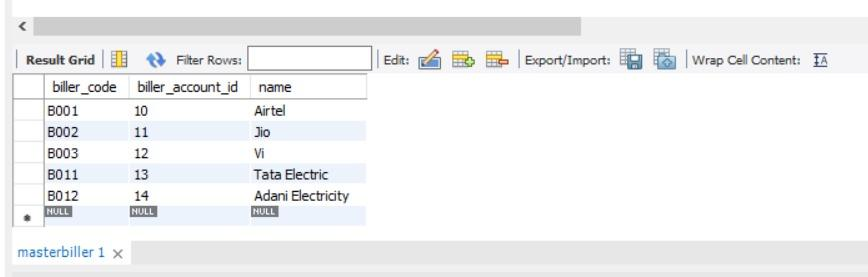 Result Grid Filter Rows: Edit: Export/Import: Wrap Cell Content: IA
biller_code biller_account_id name
B001 10 Airtel
B002 11 Jio
B003 12 Vi
B011 13 Tata Electric
B012 14 Adani Electricity
NULL NULL NULL
masterbiller 1